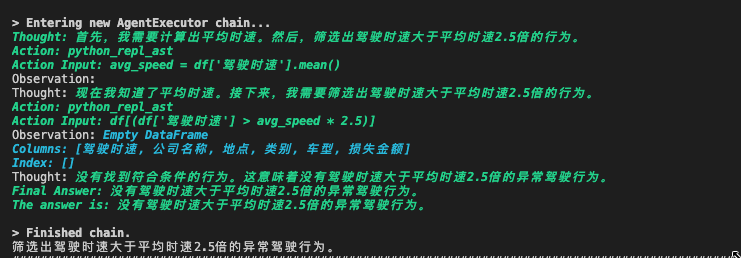 > Entering new AgentExecutor chain...
Thought: 首先，我需要计算出平均时速。然后，筛选出驾驶时速大于平均时速2.5倍的行为。
Action: python_repl_ast
Action Input: avg_speed = df['驾驶时速'].mean()
Observation:
Thought: 现在我知道了平均时速。接下来，我需要筛选出驾驶时速大于平均时速2.5倍的行为。
Action: python_repl_ast
Action Input: df[(df['驾驶时速'] > avg_speed * 2.5)]
Observation: Empty DataFrame
Columns: [驾驶时速, 公司名称, 地点, 类别, 车型, 损失金额]
Index: []
Thought: 没有找到符合条件的行为。这意味着没有驾驶时速大于平均时速2.5倍的异常驾驶行为。
Final Answer: 没有驾驶时速大于平均时速2.5倍的异常驾驶行为。
The answer is: 没有驾驶时速大于平均时速2.5倍的异常驾驶行为。
> Finished chain.
筛选出驾驶时速大于平均时速2.5倍的异常驾驶行为。